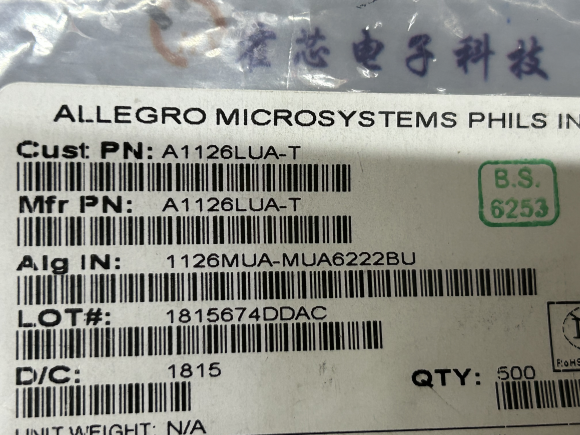 霍芯电子科技
ALLEGRO MICROSYSTEMS PHILS IN
Cust PN: A1126LUA-T
Mfr PN: A1126LUA-T
B.S.
6253
Alg IN: 1126MUA-MUA6222BU
LOT#: 1815674DDAC
D/C: 1815
QTY: 500
RoHS
UNIT WEIGHT: N/A